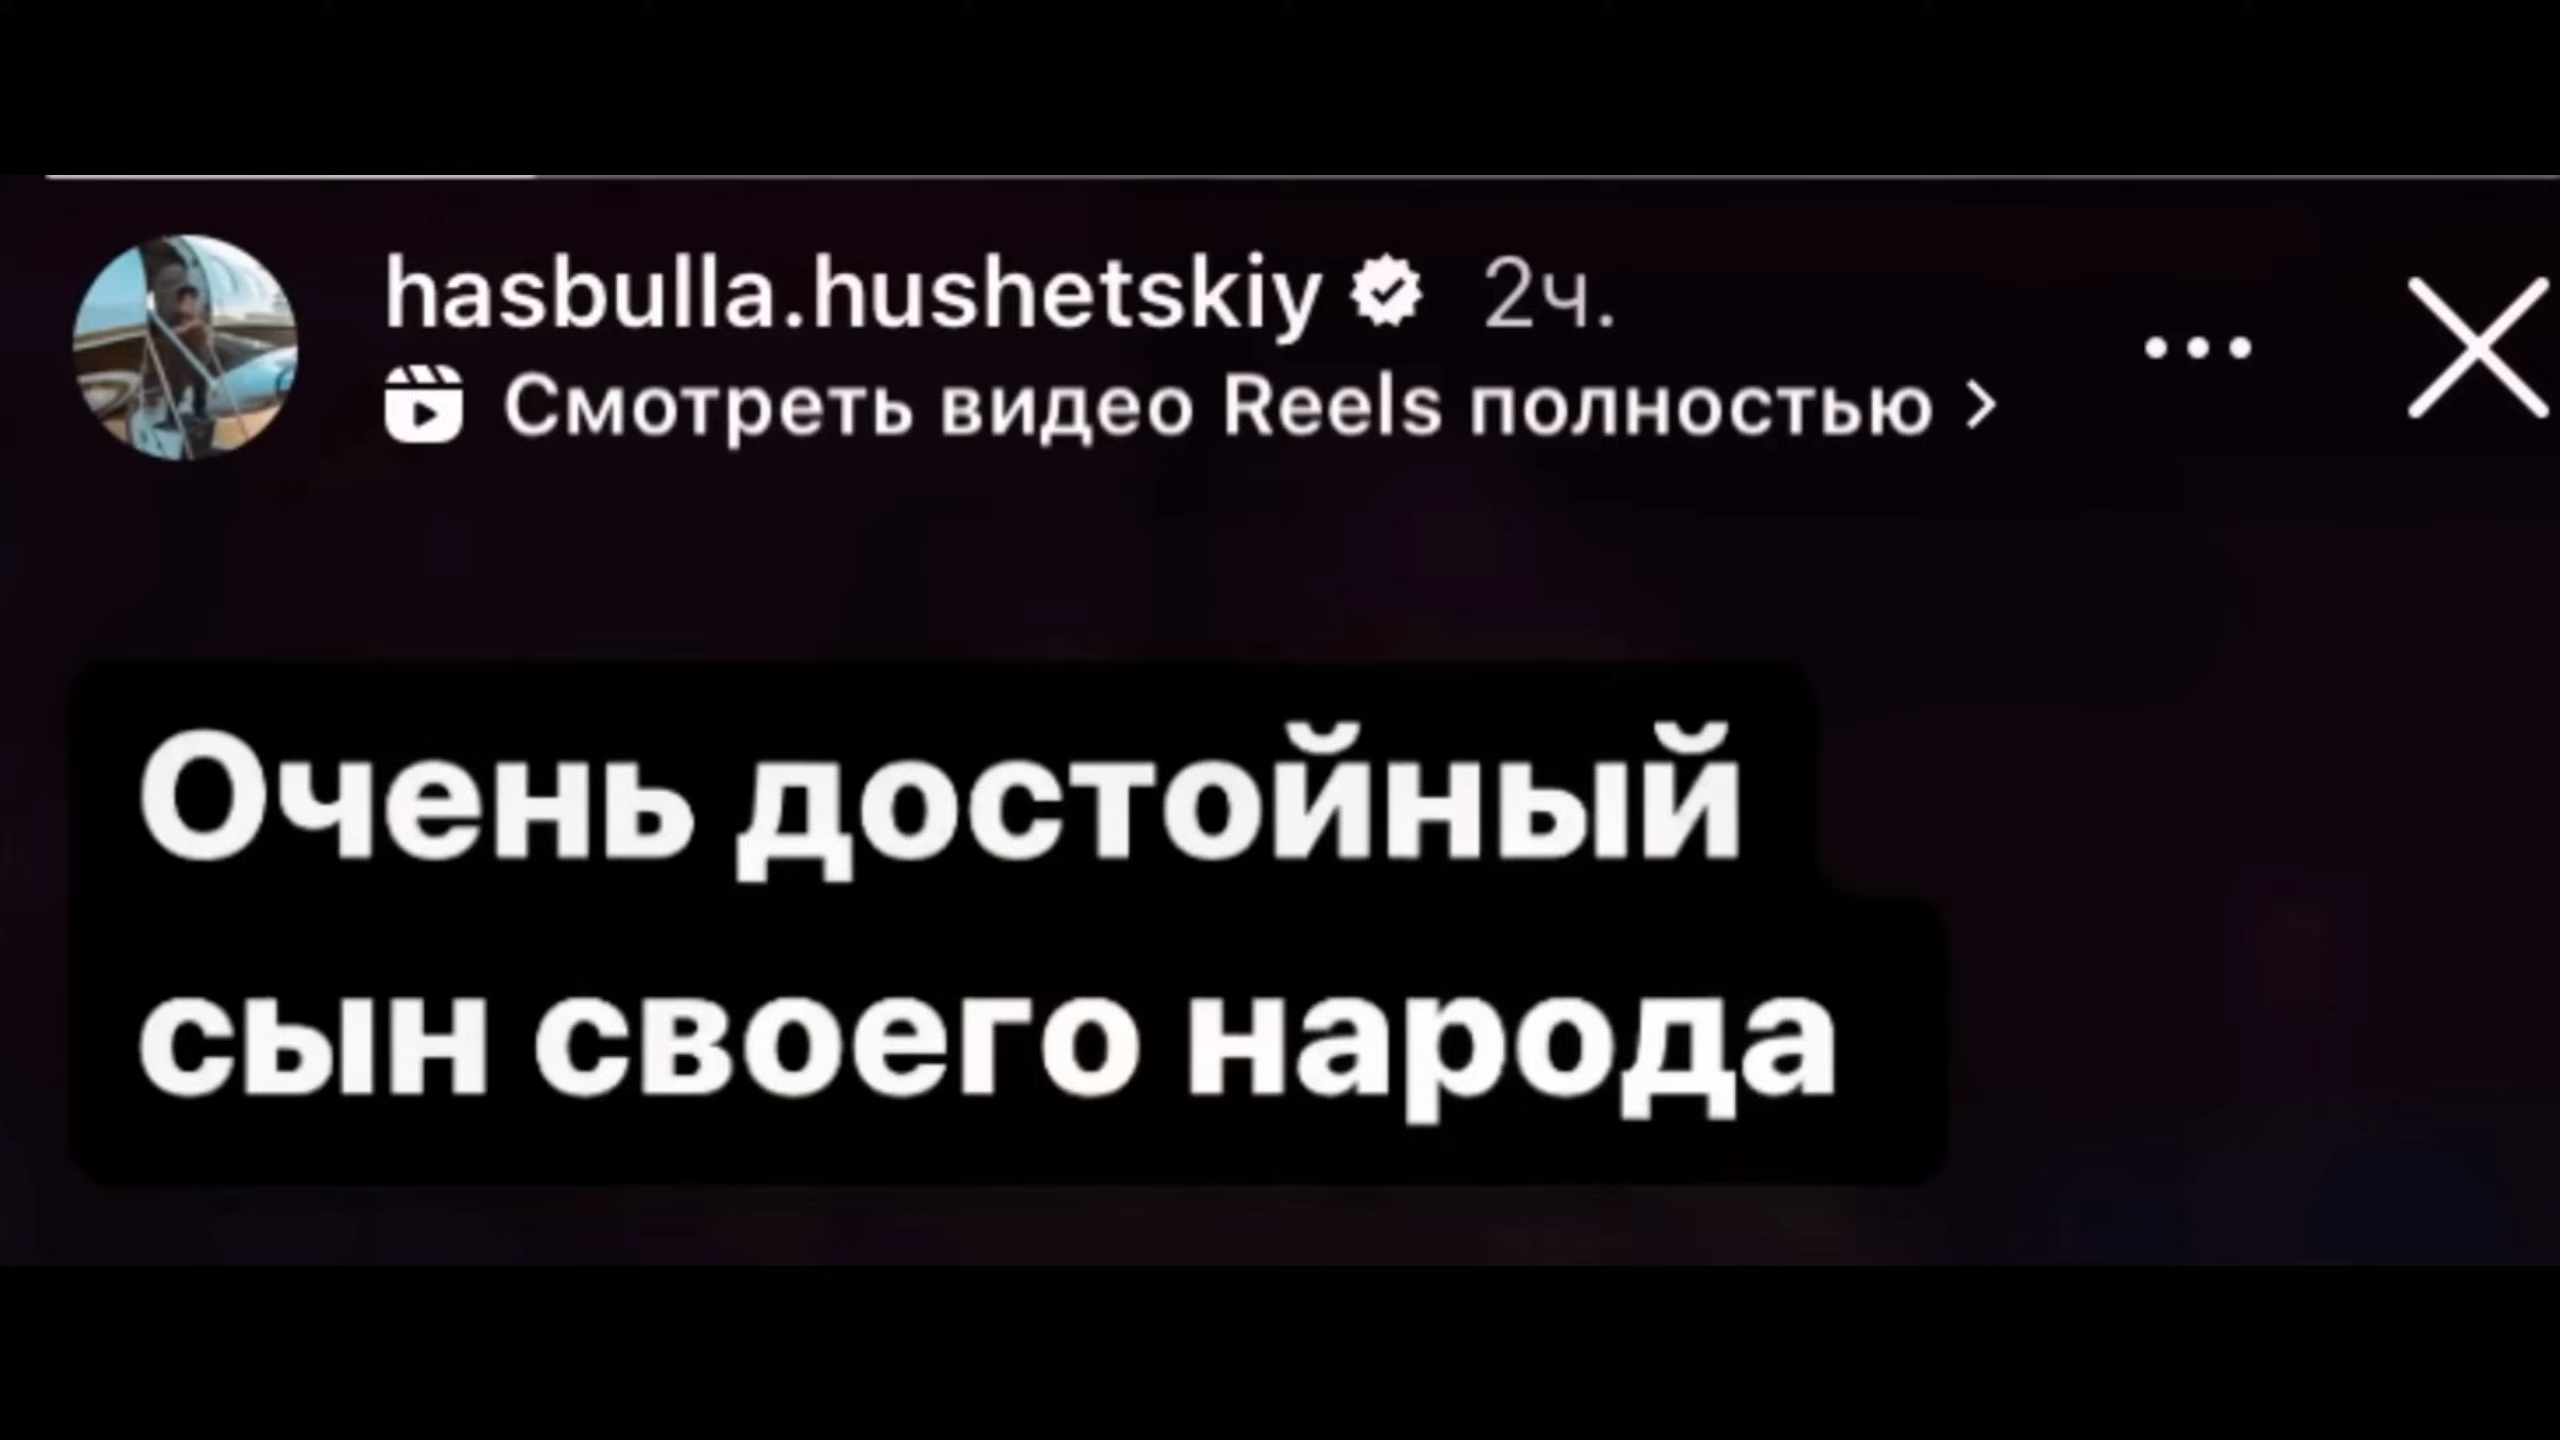 hasbulla.hushetskiy 2ч.
Смотреть видео Reels полностью >
Очень достойный
сын своего народа